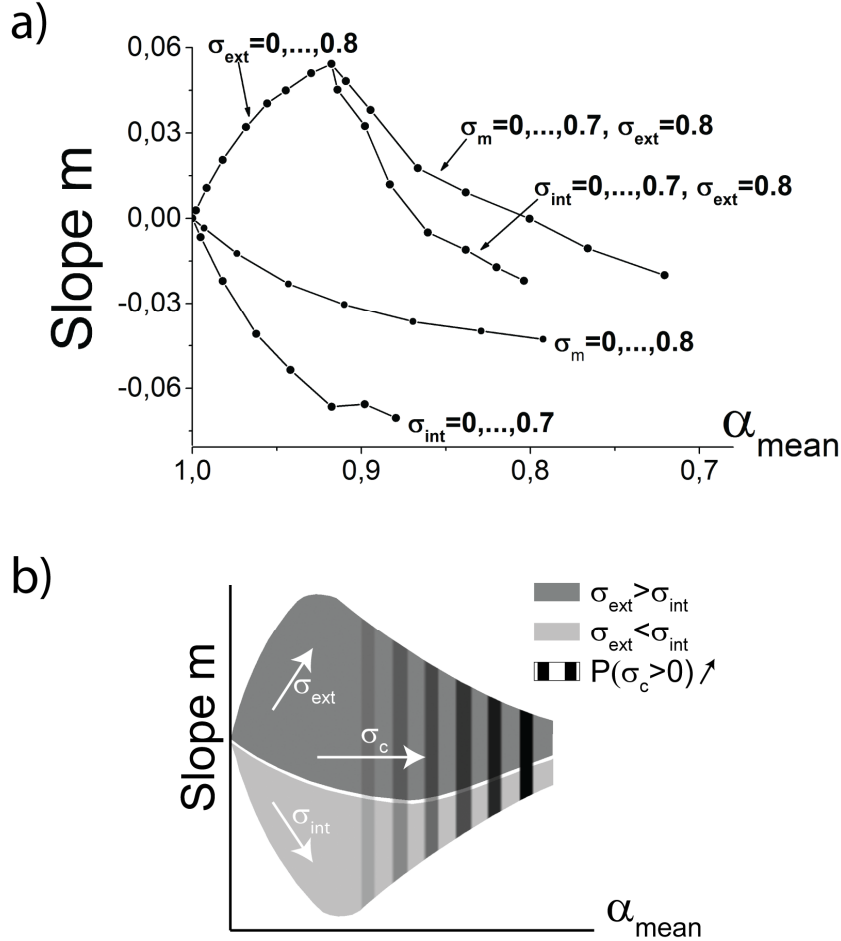 a)
0,06
0,03
0,00
-0,03
-0,06
Slope m
σext=0,...,0.8
σm=0,...,0.7, σext=0.8
σint=0,...,0.7, σext=0.8
σm=0,...,0.8
σint=0,...,0.7
αmean
1,0 0,9 0,8 0,7
b)
σext>σint
σext<σint
P(σc>0)↗
Slope m
σext
σc
σint
αmean